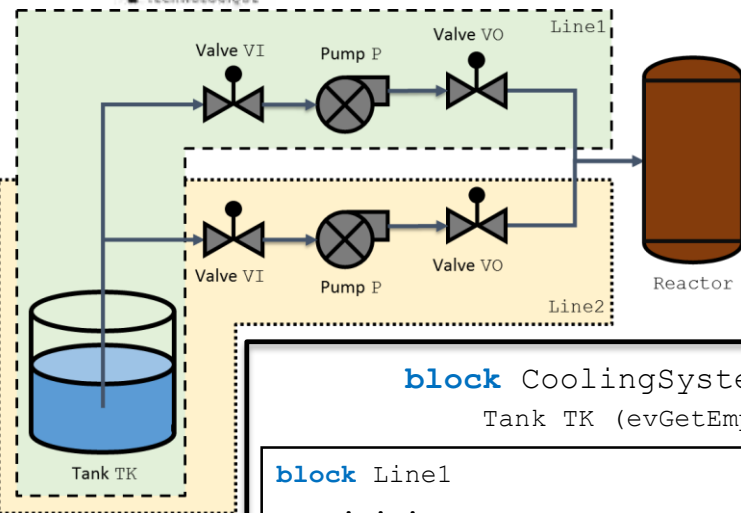 Line1
Valve VI
Pump P
Valve VO
Valve VI
Pump P
Valve VO
Reactor
Line2
Tank TK
block CoolingSyste
Tank TK (evGetEmp
block Line1
...